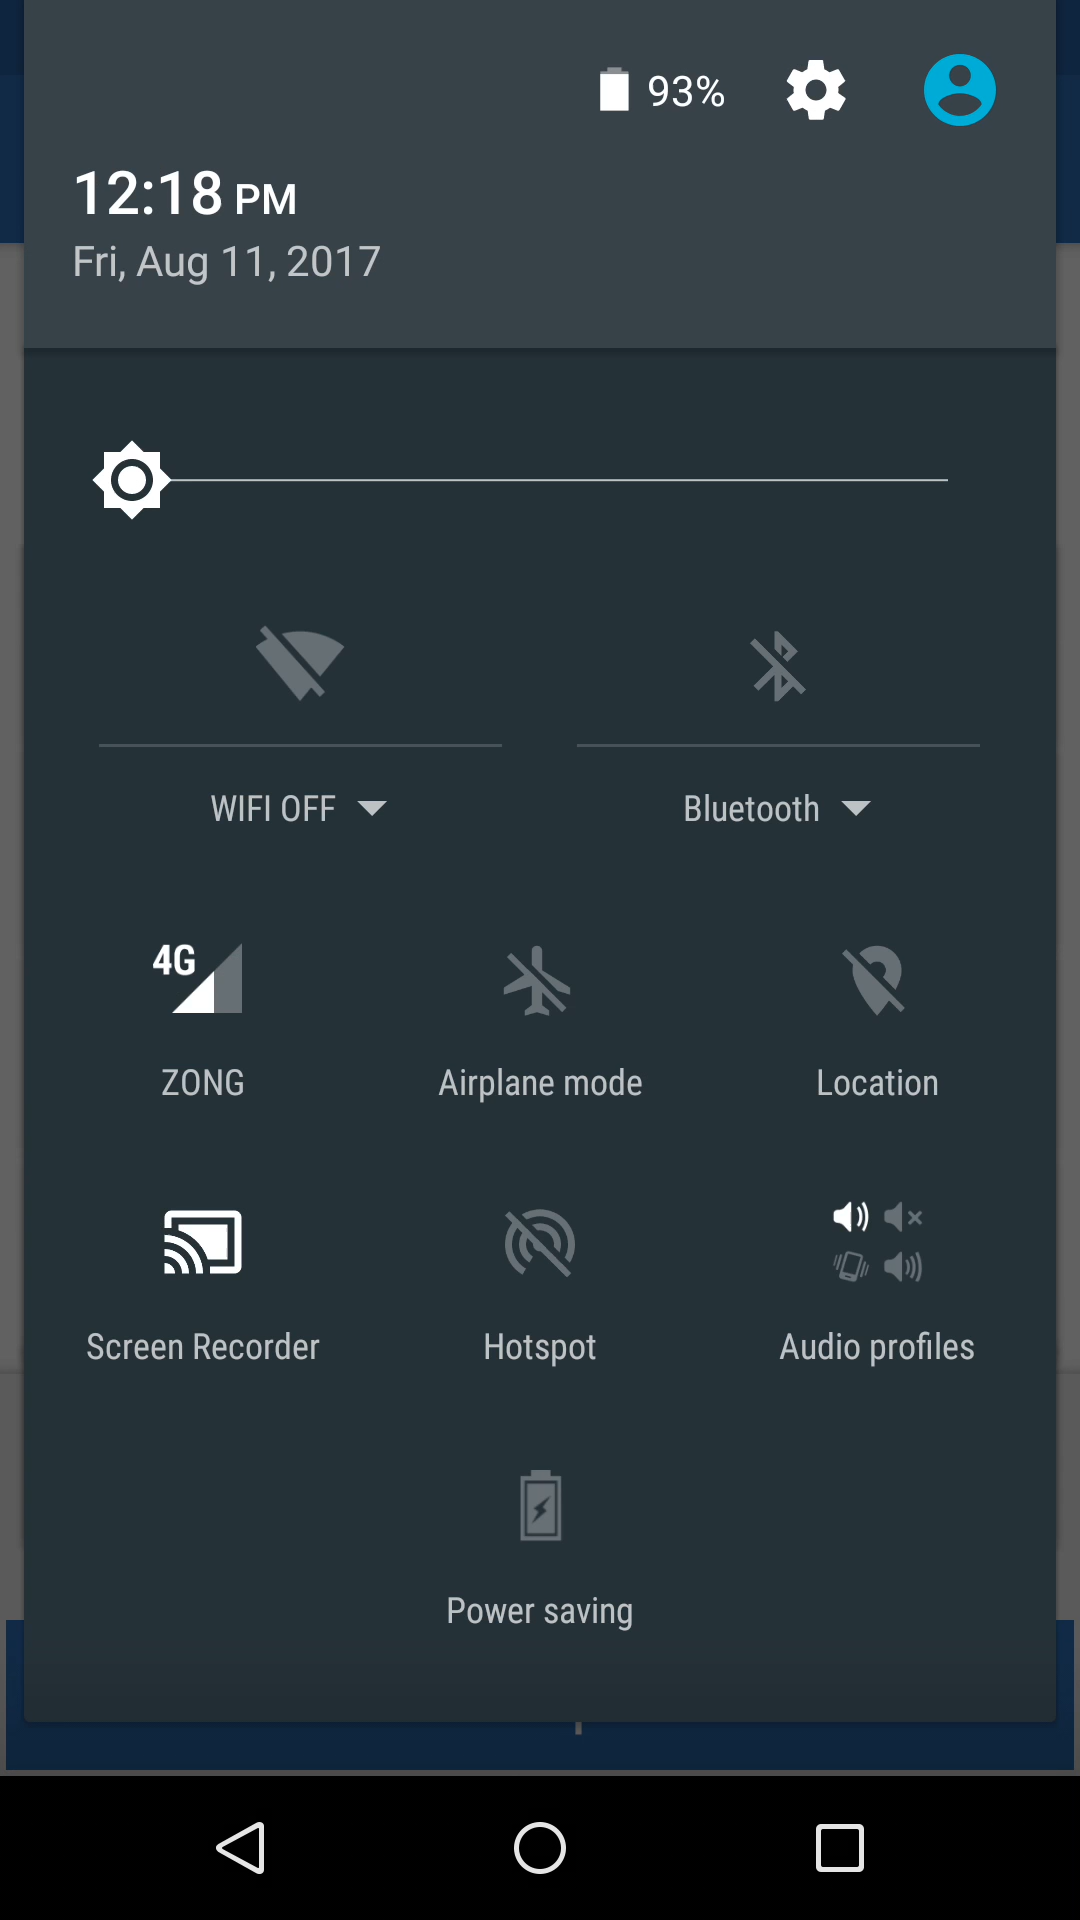 93%
12:18 PM
Fri, Aug 11, 2017
WIFI OFF
Bluetooth
4G
ZONG
Airplane mode
Location
Screen Recorder
Hotspot
Audio profiles
Power saving